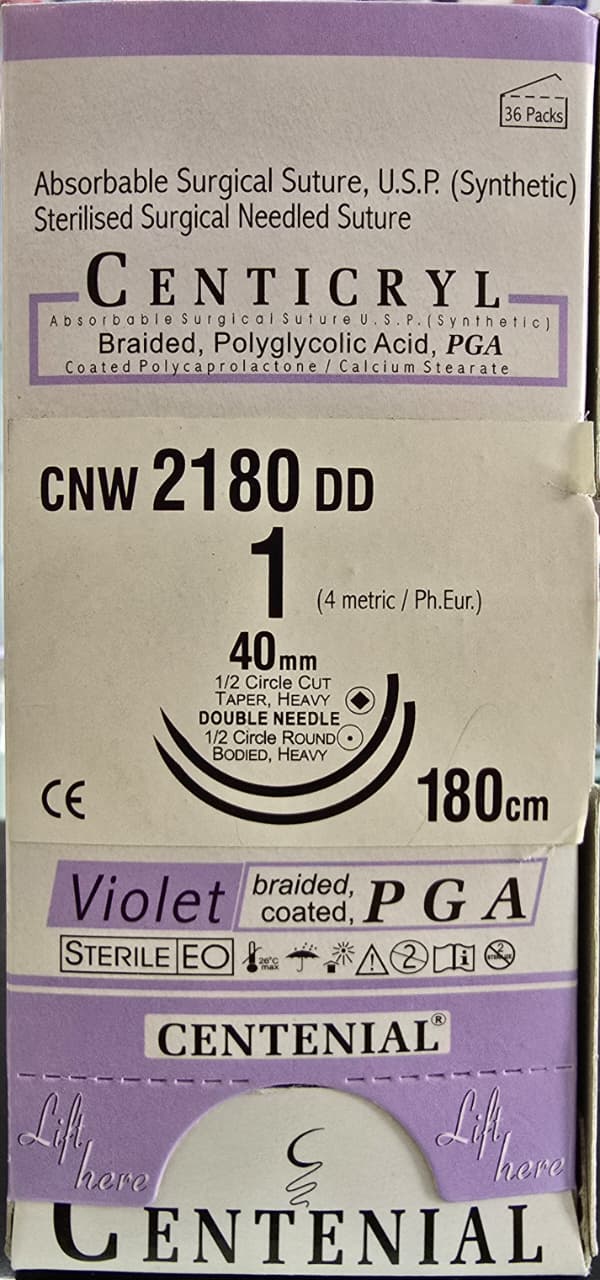 36 Packs
Absorbable Surgical Suture, U.S.P. (Synthetic)
Sterilised Surgical Needled Suture
CENTICRYL
Absorbable Surgical Suture U.S.P. (Synthetic)
Braided, Polyglycolic Acid, PGA
Coated Polycaprolactone / Calcium Stearate
CNW 2180 DD
1
(4 metric / Ph.Eur.)
40mm
1/2 Circle CUT
TAPER, HEAVY
DOUBLE NEEDLE
1/2 Circle ROUND
BODIED, HEAVY
CE
180cm
Violet braided, coated, PGA
STERILE EO 26°C max 2 i 2
CENTENIAL®
Lift here Lift here
CENTENIAL